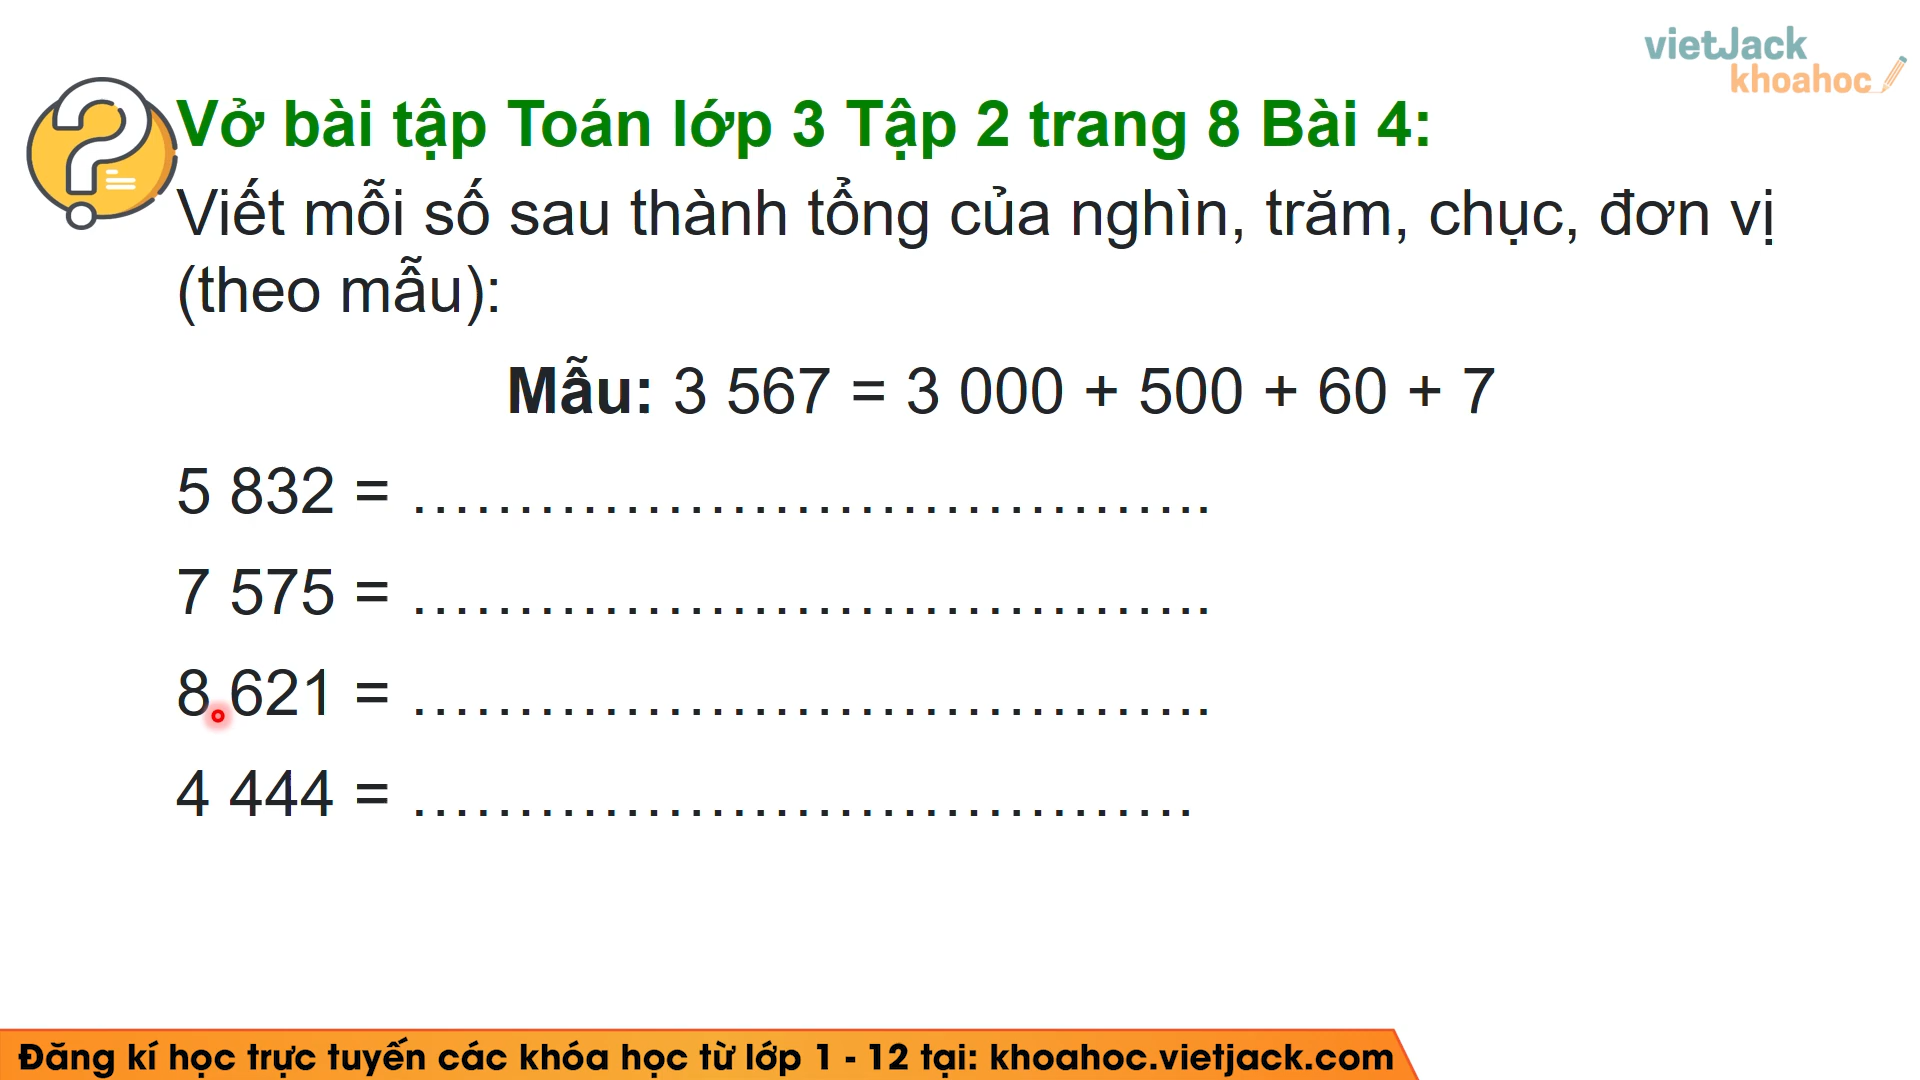 vietJack
khoahoc
Vở bài tập Toán lớp 3 Tập 2 trang 8 Bài 4:
Viết mỗi số sau thành tổng của nghìn, trăm, chục, đơn vị
(theo mẫu):
Mẫu: 3 567 = 3 000 + 500 + 60 + 7
5 832 = …………………………………….
7 575 = …………………………………….
8 621 = …………………………………….
4 444 = ……………………………………
Đăng kí học trực tuyến các khóa học từ lớp 1 - 12 tại: khoahoc.vietjack.com